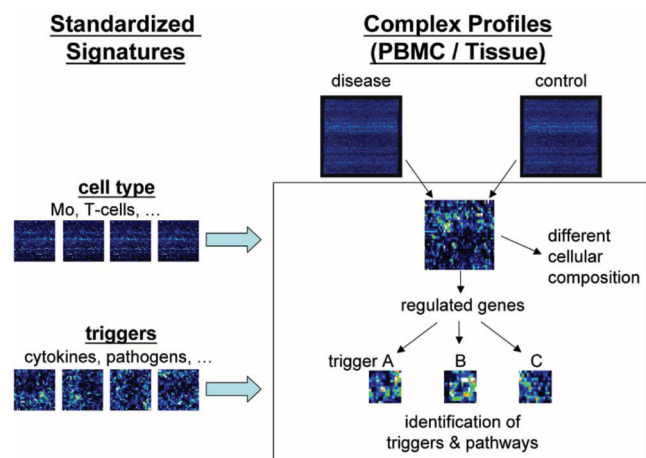 Standardized
Signatures
Complex Profiles
(PBMC / Tissue)
disease
control
cell type
Mo, T-cells, ...
different
cellular
composition
regulated genes
triggers
cytokines, pathogens, ...
trigger A
B
C
identification of
triggers & pathways